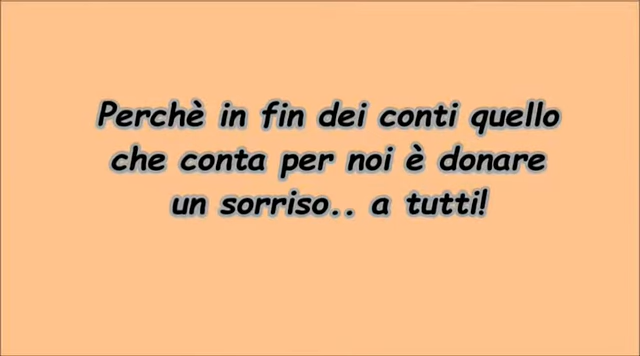 Perchè in fin dei conti quello
che conta per noi è donare
un sorriso.. a tutti!